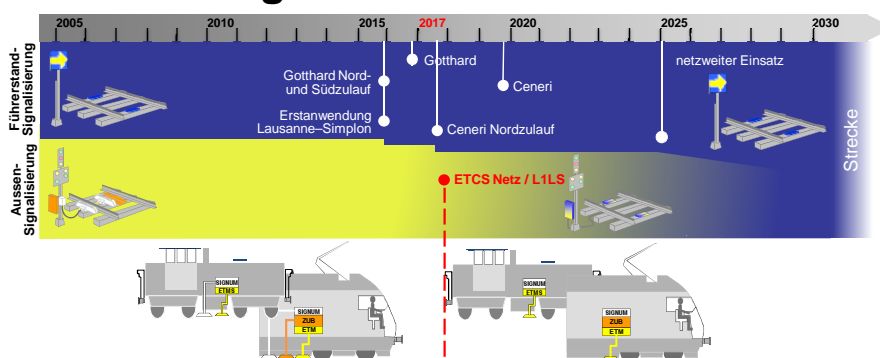 2005
2010
2015
2017
2020
2025
2030
Führerstand-
Signalisierung
Gotthard
netzweiter Einsatz
Gotthard Nord-
und Südzulauf
Ceneri
Erstanwendung
Lausanne–Simplon
Ceneri Nordzulauf
Strecke
Aussen-
Signalisierung
ETCS Netz / L1LS
SIGNUM
ETMS
SIGNUM
ZUB
ETM
SIGNUM
ETMS
SIGNUM
ZUB
ETM